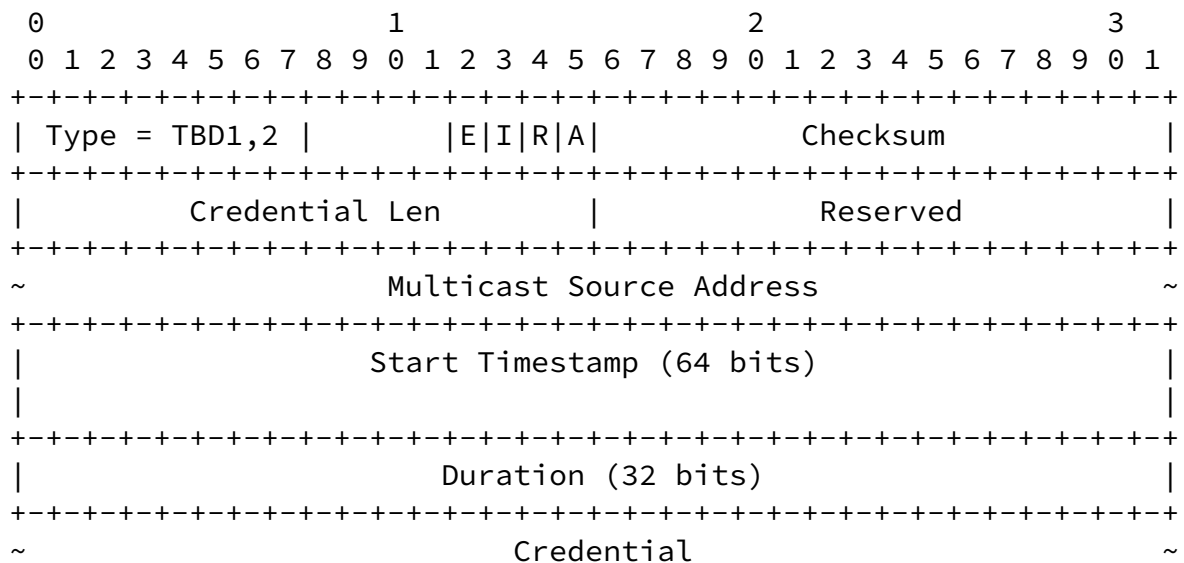 0                   1                   2                   3
 0 1 2 3 4 5 6 7 8 9 0 1 2 3 4 5 6 7 8 9 0 1 2 3 4 5 6 7 8 9 0 1
+-+-+-+-+-+-+-+-+-+-+-+-+-+-+-+-+-+-+-+-+-+-+-+-+-+-+-+-+-+-+-+-+
| Type = TBD1,2 |       |E|I|R|A|           Checksum            |
+-+-+-+-+-+-+-+-+-+-+-+-+-+-+-+-+-+-+-+-+-+-+-+-+-+-+-+-+-+-+-+-+
|         Credential Len        |            Reserved           |
+-+-+-+-+-+-+-+-+-+-+-+-+-+-+-+-+-+-+-+-+-+-+-+-+-+-+-+-+-+-+-+-+
~                    Multicast Source Address                   ~
+-+-+-+-+-+-+-+-+-+-+-+-+-+-+-+-+-+-+-+-+-+-+-+-+-+-+-+-+-+-+-+-+
|                   Start Timestamp (64 bits)                   |
|                                                               |
+-+-+-+-+-+-+-+-+-+-+-+-+-+-+-+-+-+-+-+-+-+-+-+-+-+-+-+-+-+-+-+-+
|                       Duration (32 bits)                      |
+-+-+-+-+-+-+-+-+-+-+-+-+-+-+-+-+-+-+-+-+-+-+-+-+-+-+-+-+-+-+-+-+
~                           Credential                          ~